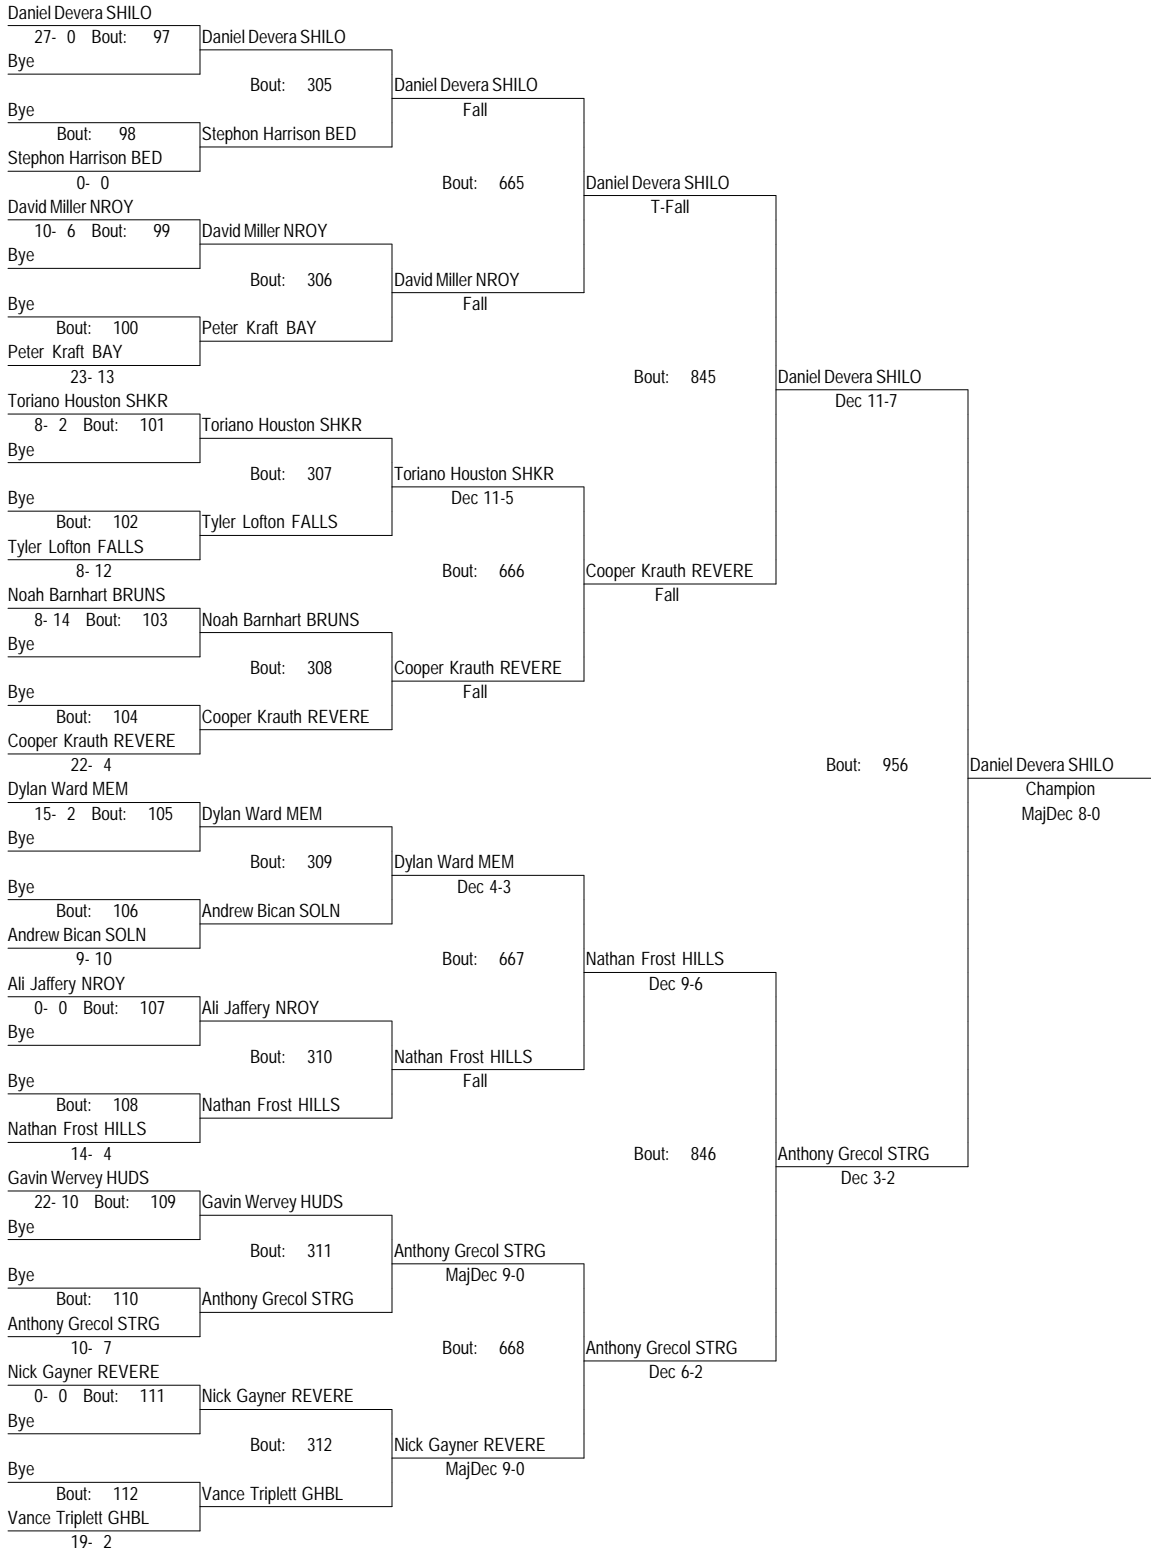 Daniel Devera SHILO
27- 0 Bout: 97 Daniel Devera SHILO
Bye
Bout: 305 Daniel Devera SHILO
Bye Fall
Bout: 98 Stephon Harrison BED
Stephon Harrison BED
0- 0 Bout: 665 Daniel Devera SHILO
David Miller NROY T-Fall
10- 6 Bout: 99 David Miller NROY
Bye
Bout: 306 David Miller NROY
Bye Fall
Bout: 100 Peter Kraft BAY
Peter Kraft BAY
23- 13 Bout: 845 Daniel Devera SHILO
Toriano Houston SHKR Dec 11-7
8- 2 Bout: 101 Toriano Houston SHKR
Bye
Bout: 307 Toriano Houston SHKR
Bye Dec 11-5
Bout: 102 Tyler Lofton FALLS
Tyler Lofton FALLS
8- 12 Bout: 666 Cooper Krauth REVERE
Noah Barnhart BRUNS Fall
8- 14 Bout: 103 Noah Barnhart BRUNS
Bye
Bout: 308 Cooper Krauth REVERE
Bye Fall
Bout: 104 Cooper Krauth REVERE
Cooper Krauth REVERE
22- 4 Bout: 956 Daniel Devera SHILO
Dylan Ward MEM Champion
15- 2 Bout: 105 Dylan Ward MEM MajDec 8-0
Bye
Bout: 309 Dylan Ward MEM
Bye Dec 4-3
Bout: 106 Andrew Bican SOLN
Andrew Bican SOLN
9- 10 Bout: 667 Nathan Frost HILLS
Ali Jaffery NROY Dec 9-6
0- 0 Bout: 107 Ali Jaffery NROY
Bye
Bout: 310 Nathan Frost HILLS
Bye Fall
Bout: 108 Nathan Frost HILLS
Nathan Frost HILLS
14- 4 Bout: 846 Anthony Grecol STRG
Gavin Wervey HUDS Dec 3-2
22- 10 Bout: 109 Gavin Wervey HUDS
Bye
Bout: 311 Anthony Grecol STRG
Bye MajDec 9-0
Bout: 110 Anthony Grecol STRG
Anthony Grecol STRG
10- 7 Bout: 668 Anthony Grecol STRG
Nick Gayner REVERE Dec 6-2
0- 0 Bout: 111 Nick Gayner REVERE
Bye
Bout: 312 Nick Gayner REVERE
Bye MajDec 9-0
Bout: 112 Vance Triplett GHBL
Vance Triplett GHBL
19- 2